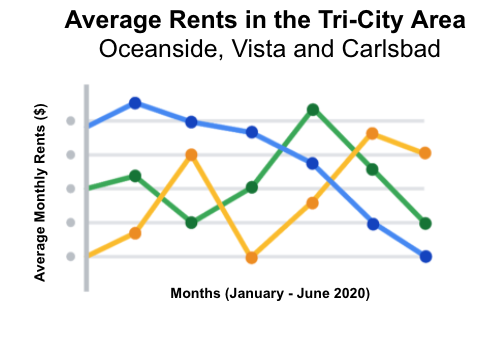 Average Rents in the Tri-City Area
Oceanside, Vista and Carlsbad
Average Monthly Rents ($)
Months (January - June 2020)